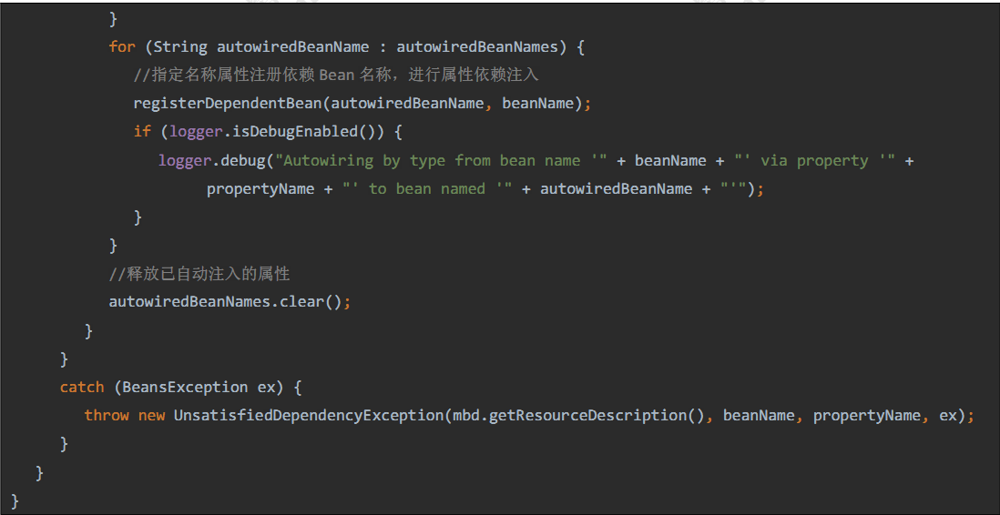 }
for (String autowiredBeanName : autowiredBeanNames) {
//指定名称属性注册依赖 Bean 名称，进行属性依赖注入
registerDependentBean(autowiredBeanName, beanName);
if (logger.isDebugEnabled()) {
logger.debug("Autowiring by type from bean name '" + beanName + "' via property '" +
propertyName + "' to bean named '" + autowiredBeanName + "'");
}
}
//释放已自动注入的属性
autowiredBeanNames.clear();
}
}
catch (BeansException ex) {
throw new UnsatisfiedDependencyException(mbd.getResourceDescription(), beanName, propertyName, ex);
}
}
}